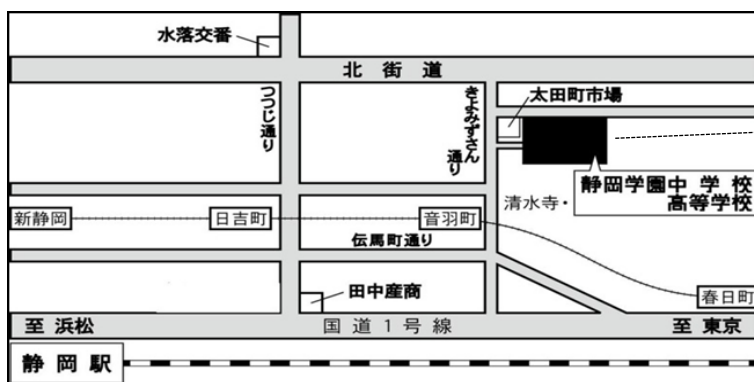 水落交番
北街道
太田町市場
つつじ通り
きよみずさん
通り
静岡学園中学校
高等学校
清水寺・
新静岡
日吉町
音羽町
伝馬町通り
田中産商
春日町
至 浜松
国道1号線
至 東京
静岡駅